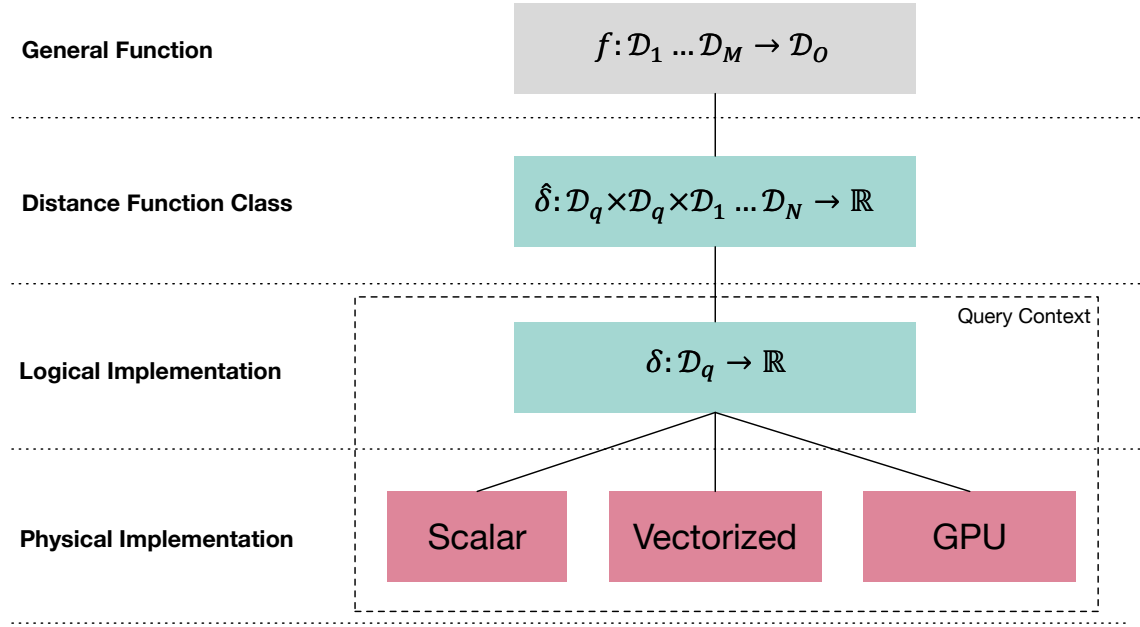 General Function
𝑓: 𝒟₁ … 𝒟_M → 𝒟_O
Distance Function Class
δ̂: 𝒟_q × 𝒟_q × 𝒟₁ … 𝒟_N → ℝ
Query Context
Logical Implementation
δ: 𝒟_q → ℝ
Physical Implementation
Scalar
Vectorized
GPU